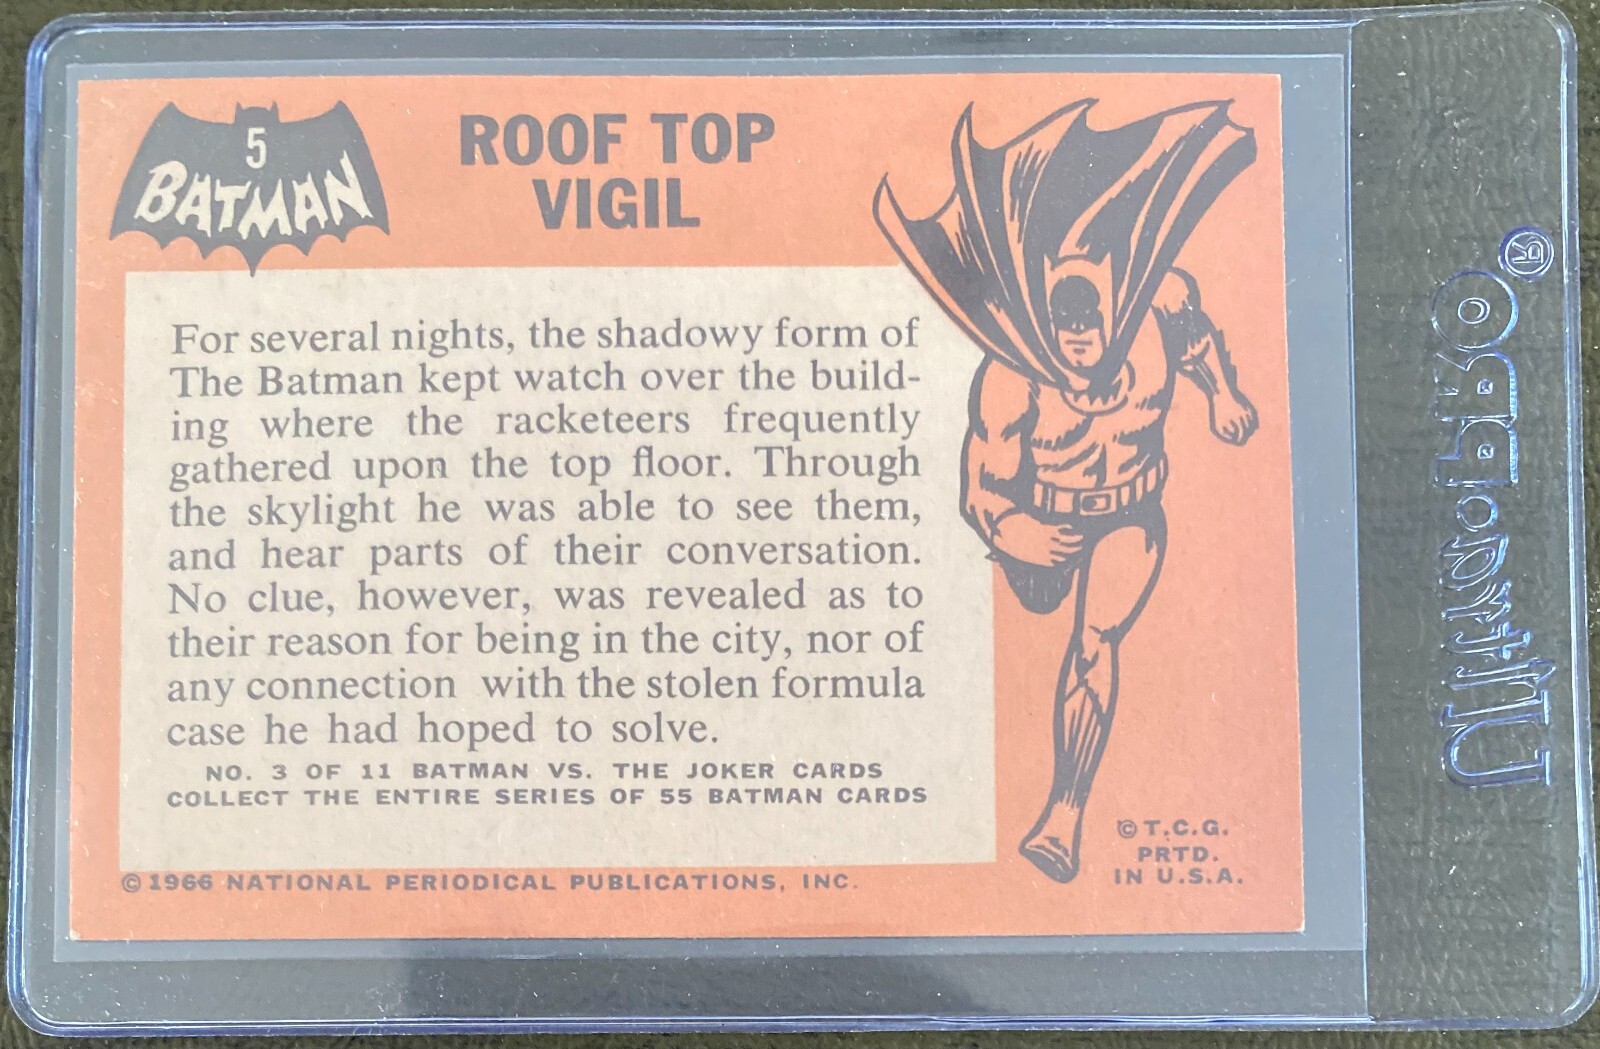 5
BATMAN
ROOF TOP
VIGIL
For several nights, the shadowy form of
The Batman kept watch over the build-
ing where the racketeers frequently
gathered upon the top floor. Through
the skylight he was able to see them,
and hear parts of their conversation.
No clue, however, was revealed as to
their reason for being in the city, nor of
any connection with the stolen formula
case he had hoped to solve.
NO. 3 OF 11 BATMAN VS. THE JOKER CARDS
COLLECT THE ENTIRE SERIES OF 55 BATMAN CARDS
© 1966 NATIONAL PERIODICAL PUBLICATIONS, INC.
© T.C.G.
PRTD.
IN U.S.A.
Ultra PRO®